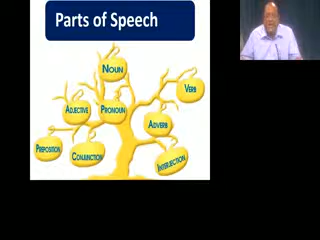 Parts of Speech
NOUN
VERB
ADJECTIVE
PRONOUN
ADVERB
PREPOSITION
CONJUNCTION
INTERJECTION